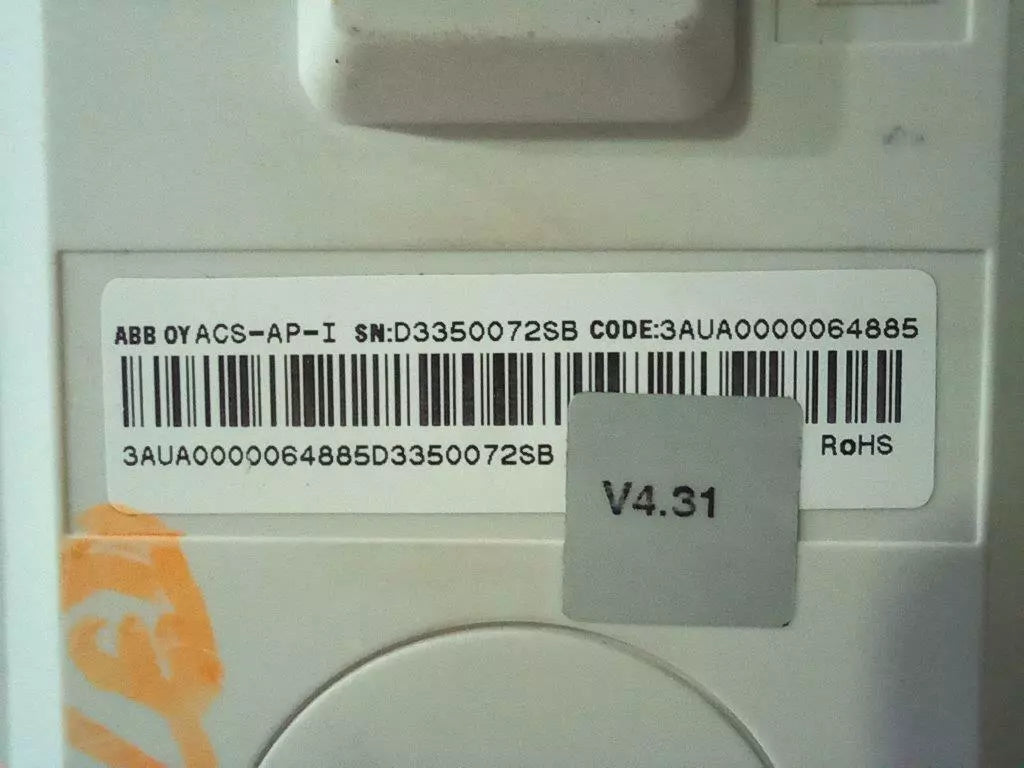 ABB OY ACS-AP-I SN:D3350072SB CODE:3AUA0000064885
3AUA0000064885D3350072SB
RoHS
V4.31